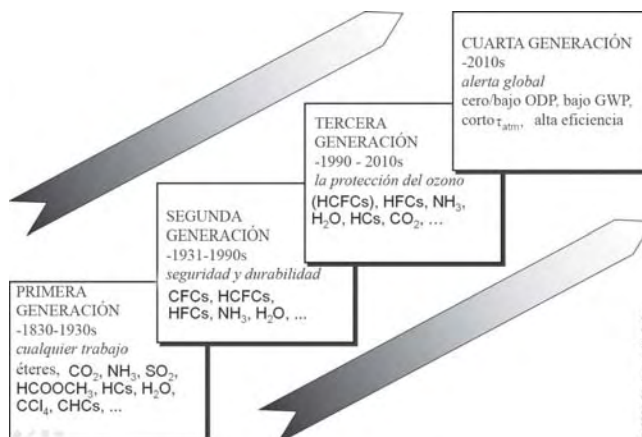 PRIMERA
GENERACIÓN
-1830-1930s
cualquier trabajo
éteres, CO₂, NH₃, SO₂,
HCOOCH₃, HCs, H₂O,
CCl₄, CHCs, ...
SEGUNDA
GENERACIÓN
-1931-1990s
seguridad y durabilidad
CFCs, HCFCs,
HFCs, NH₃, H₂O, ...
TERCERA
GENERACIÓN
-1990 - 2010s
la protección del ozono
(HCFCs), HFCs, NH₃,
H₂O, HCs, CO₂, ...
CUARTA GENERACIÓN
-2010s
alerta global
cero/bajo ODP, bajo GWP,
corto τatm, alta eficiencia